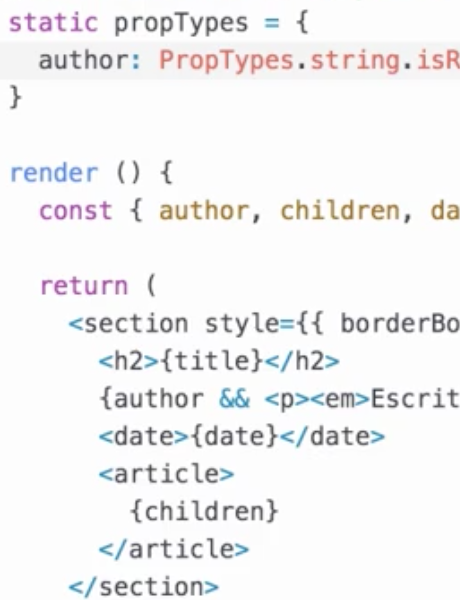 static propTypes = {
author: PropTypes.string.isR
}
render () {
const { author, children, da
return (
<section style={{ borderBo
<h2>{title}</h2>
{author && <p><em>Escrit
<date>{date}</date>
<article>
{children}
</article>
</section>